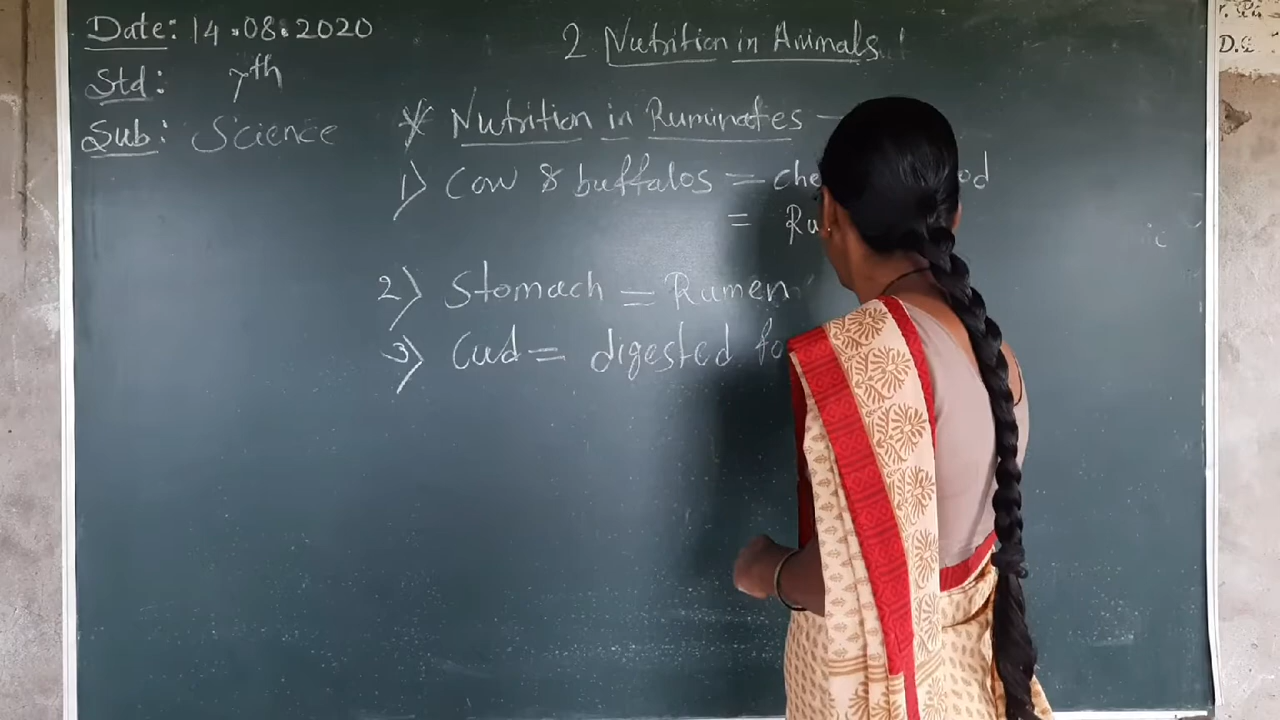 Date: 14.08.2020
Std: 7th
Sub: Science
2 Nutrition in Animals
* Nutrition in Ruminates —
1) Cow & buffalos =
=
2) Stomach = Rumen
3) Cud = digested
D.E